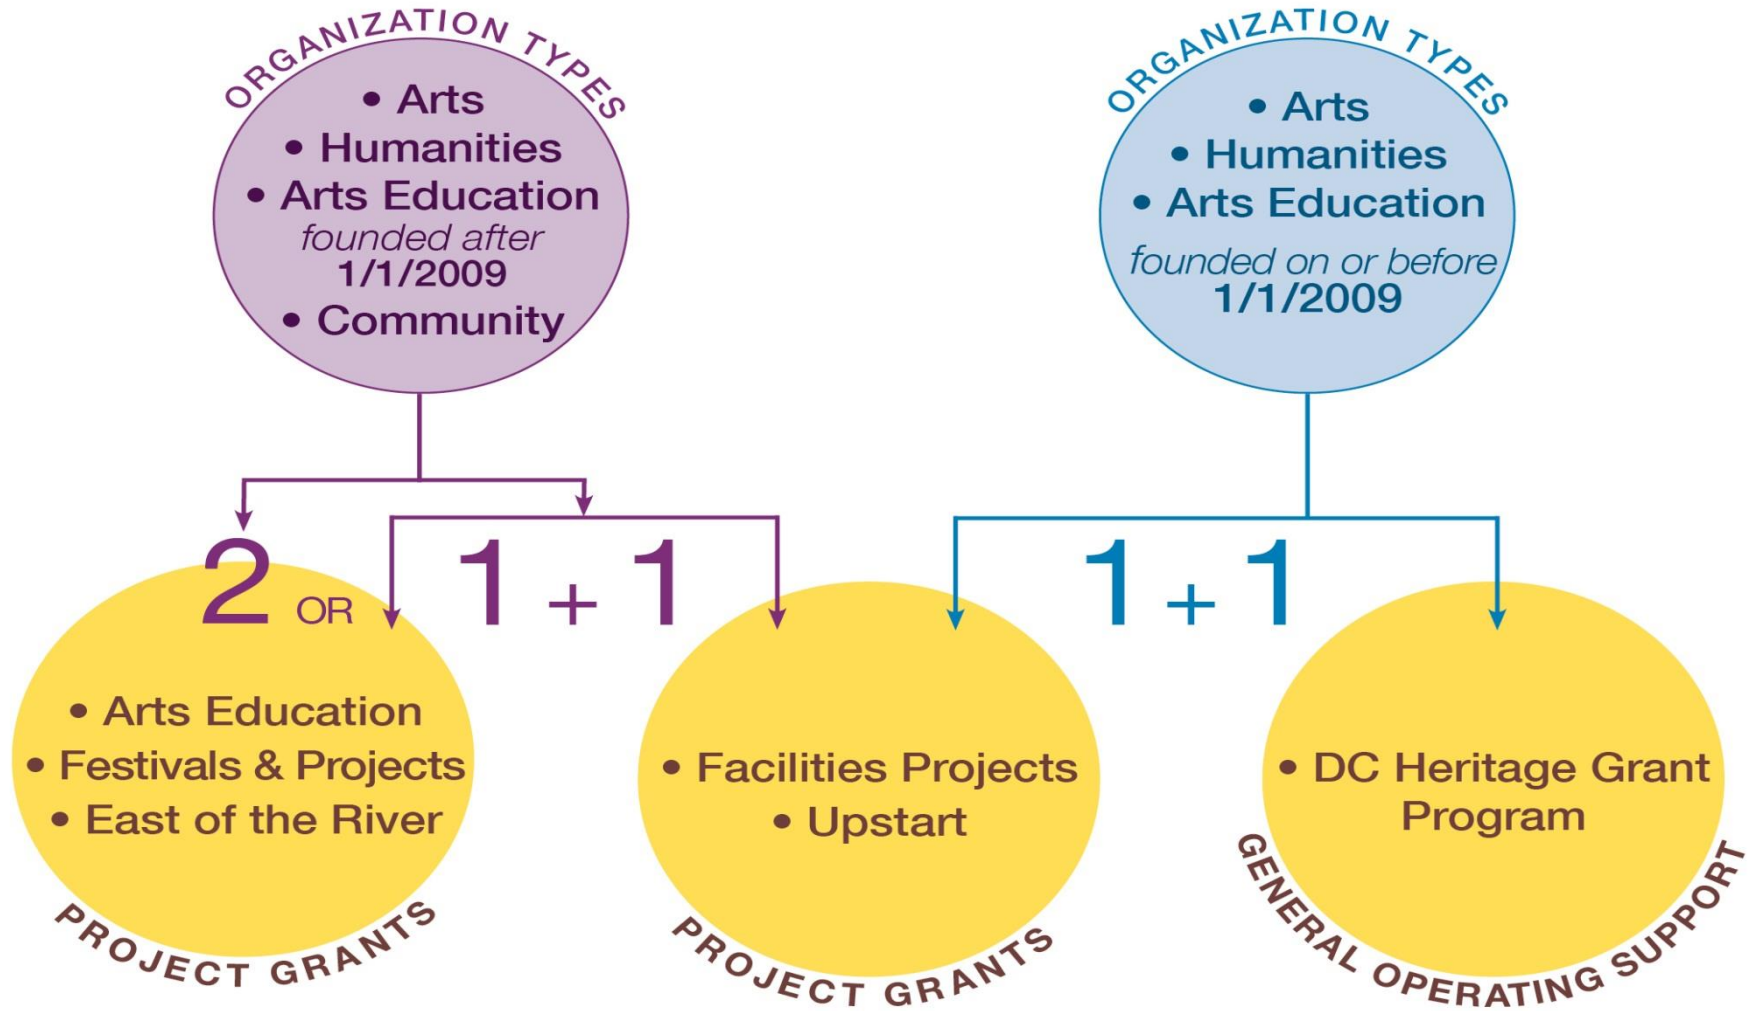 ORGANIZATION TYPES
• Arts
• Humanities
• Arts Education
founded after
1/1/2009
• Community
ORGANIZATION TYPES
• Arts
• Humanities
• Arts Education
founded on or before
1/1/2009
2 OR
1 + 1
1 + 1
• Arts Education
• Festivals & Projects
• East of the River
PROJECT GRANTS
• Facilities Projects
• Upstart
PROJECT GRANTS
• DC Heritage Grant
Program
GENERAL OPERATING SUPPORT